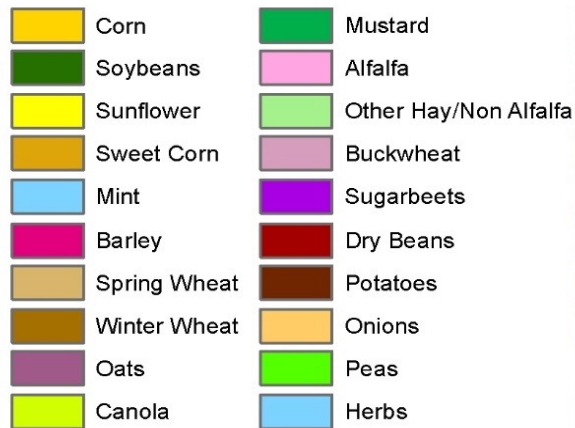 Corn
Soybeans
Sunflower
Sweet Corn
Mint
Barley
Spring Wheat
Winter Wheat
Oats
Canola
Mustard
Alfalfa
Other Hay/Non Alfalfa
Buckwheat
Sugarbeets
Dry Beans
Potatoes
Onions
Peas
Herbs